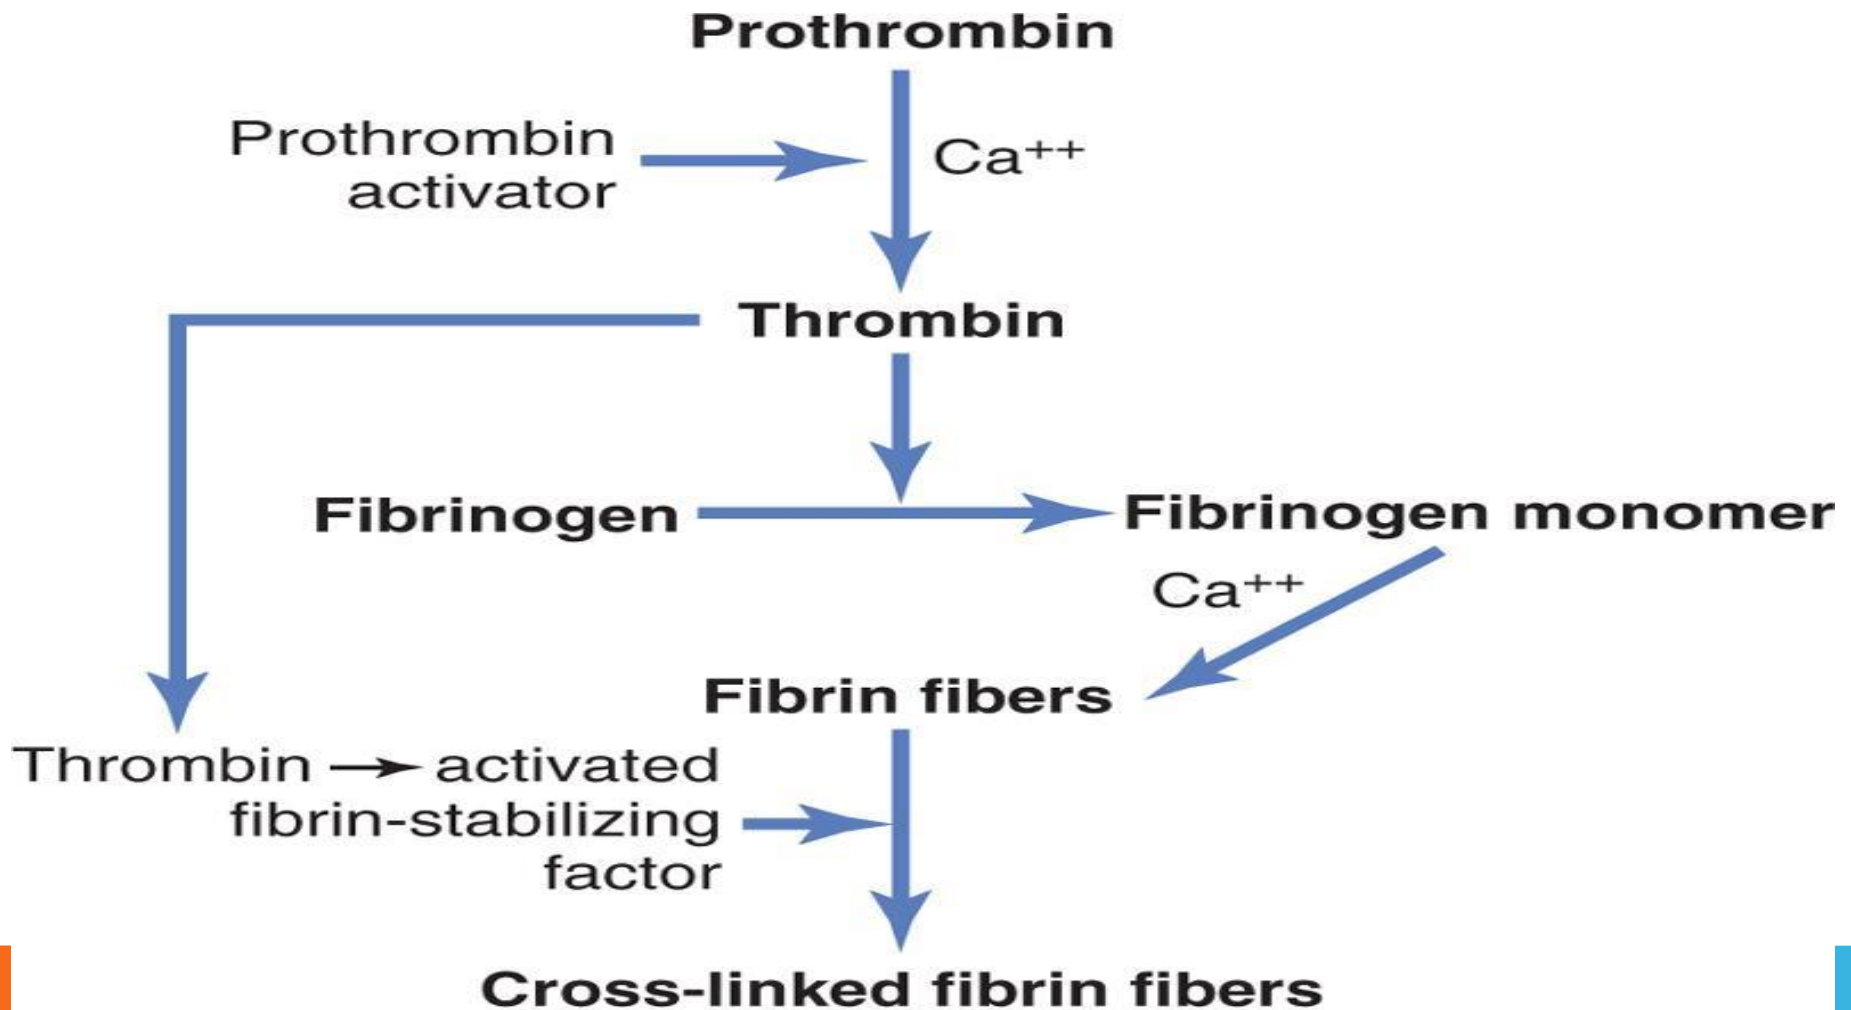 Prothrombin
Prothrombin
activator
Ca⁺⁺
Thrombin
Fibrinogen
Fibrinogen monomer
Ca⁺⁺
Fibrin fibers
Thrombin → activated
fibrin-stabilizing
factor
Cross-linked fibrin fibers